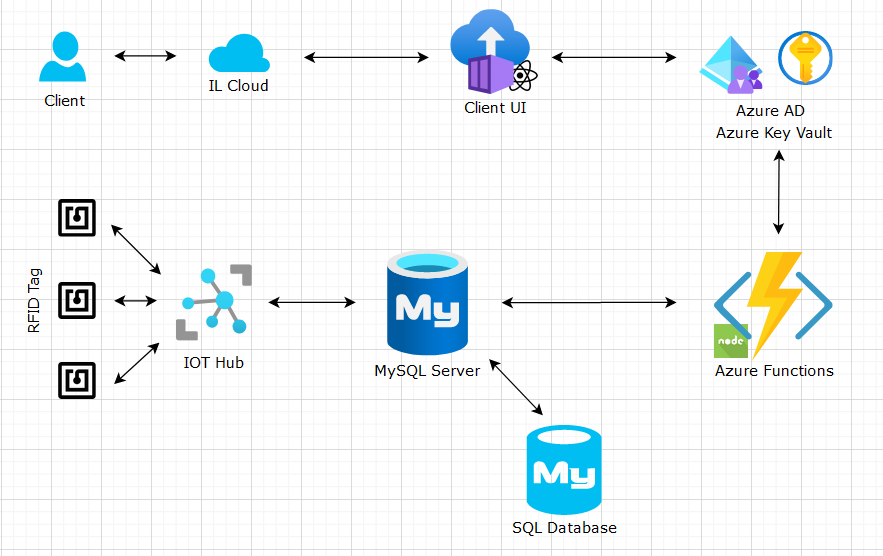 Client
IL Cloud
Client UI
Azure AD
Azure Key Vault
RFID Tag
IOT Hub
My
MySQL Server
node
Azure Functions
My
SQL Database